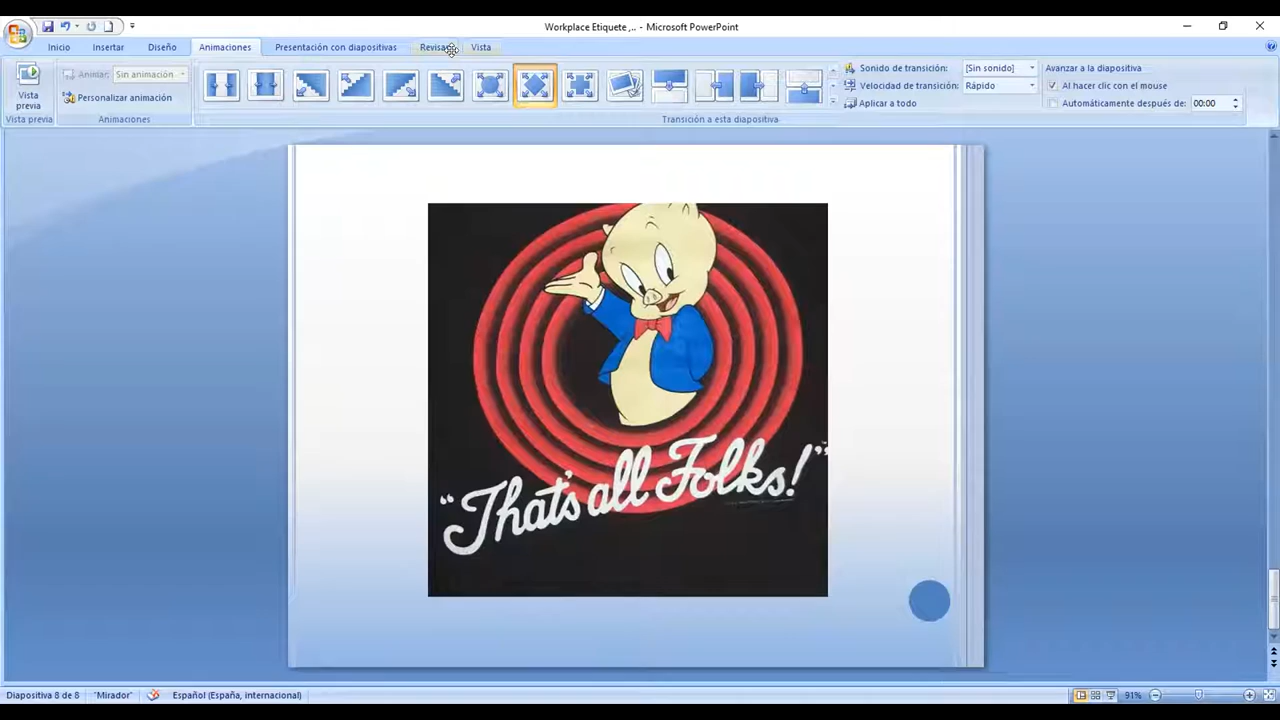 Workplace Etiquete ,.. - Microsoft PowerPoint
Inicio Insertar Diseño Animaciones Presentación con diapositivas Vista
Vista previa
Animar: Sin animación
Personalizar animación
Sonido de transición: [Sin sonido]
Velocidad de transición: Rápido
Aplicar a todo
Avanzar a la diapositiva
Al hacer clic con el mouse
Automáticamente después de: 00:00
Vista previa Animaciones Transición a esta diapositiva
"That's all Folks!"
Diapositiva 8 de 8 "Mirador" Español (España, internacional) 91%